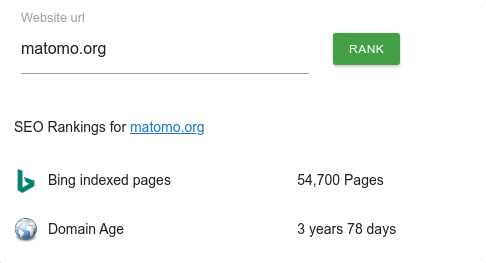 Website url
matomo.org
RANK
SEO Rankings for matomo.org
Bing indexed pages 54,700 Pages
Domain Age 3 years 78 days